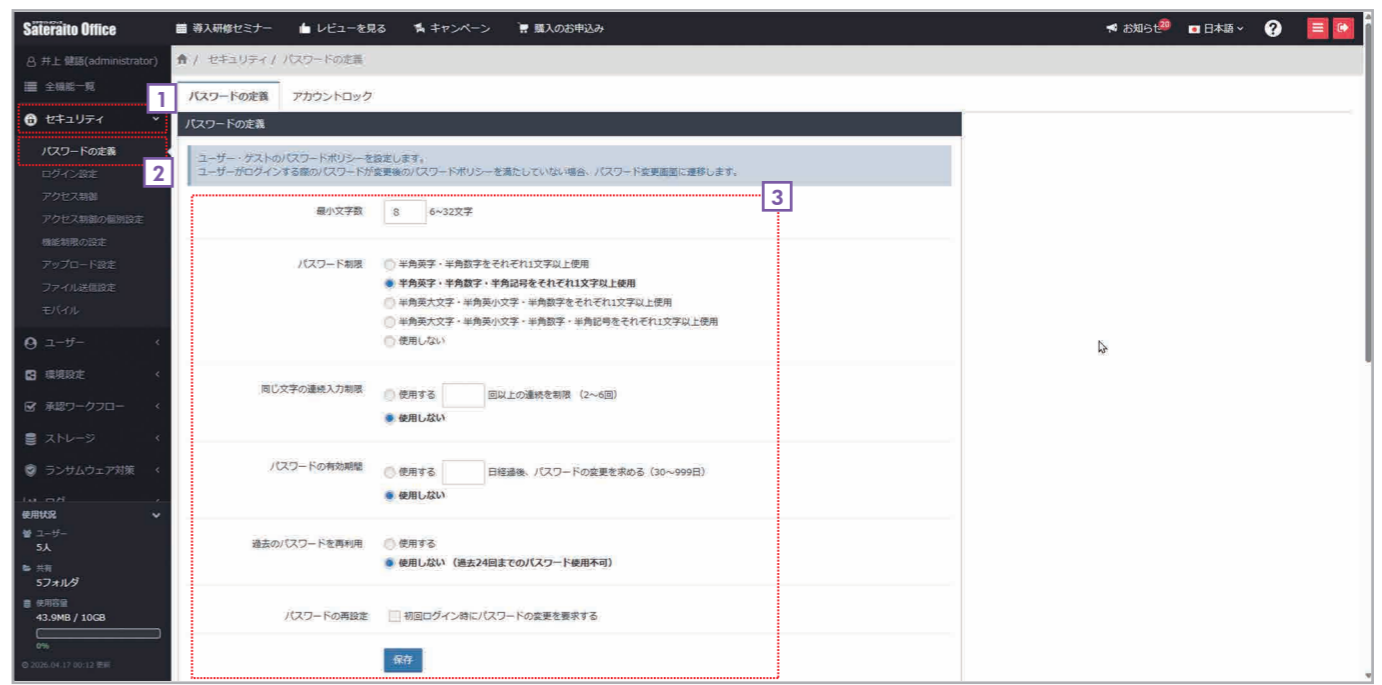 Sateraito Office
導入研修セミナー
レビューを見る
キャンペーン
購入のお申込み
お知らせ 20
日本語
井上 健語(administrator)
全機能一覧
1
セキュリティ
パスワードの定義
2
ログイン設定
アクセス制御
アクセス制御の個別設定
機能制限の設定
アップロード設定
ファイル送信設定
モバイル
ユーザー
環境設定
承認ワークフロー
ストレージ
ランサムウェア対策
ログ
使用状況
ユーザー
5人
共有
5フォルダ
使用容量
43.9MB / 10GB
0%
2026.04.17 00:12 更新
/ セキュリティ / パスワードの定義
パスワードの定義
アカウントロック
パスワードの定義
ユーザー・ゲストのパスワードポリシーを設定します。
ユーザーがログインする際のパスワードが変更後のパスワードポリシーを満たしていない場合、パスワード変更画面に遷移します。
3
最小文字数 8 6~32文字
パスワード制限 半角英字・半角数字をそれぞれ1文字以上使用
半角英字・半角数字・半角記号をそれぞれ1文字以上使用
半角英大文字・半角英小文字・半角数字をそれぞれ1文字以上使用
半角英大文字・半角英小文字・半角数字・半角記号をそれぞれ1文字以上使用
使用しない
同じ文字の連続入力制限 使用する 回以上の連続を制限 (2~6回)
使用しない
パスワードの有効期間 使用する 日経過後、パスワードの変更を求める (30~999日)
使用しない
過去のパスワードを再利用 使用する
使用しない (過去24回までのパスワード使用不可)
パスワードの再設定 初回ログイン時にパスワードの変更を要求する
保存